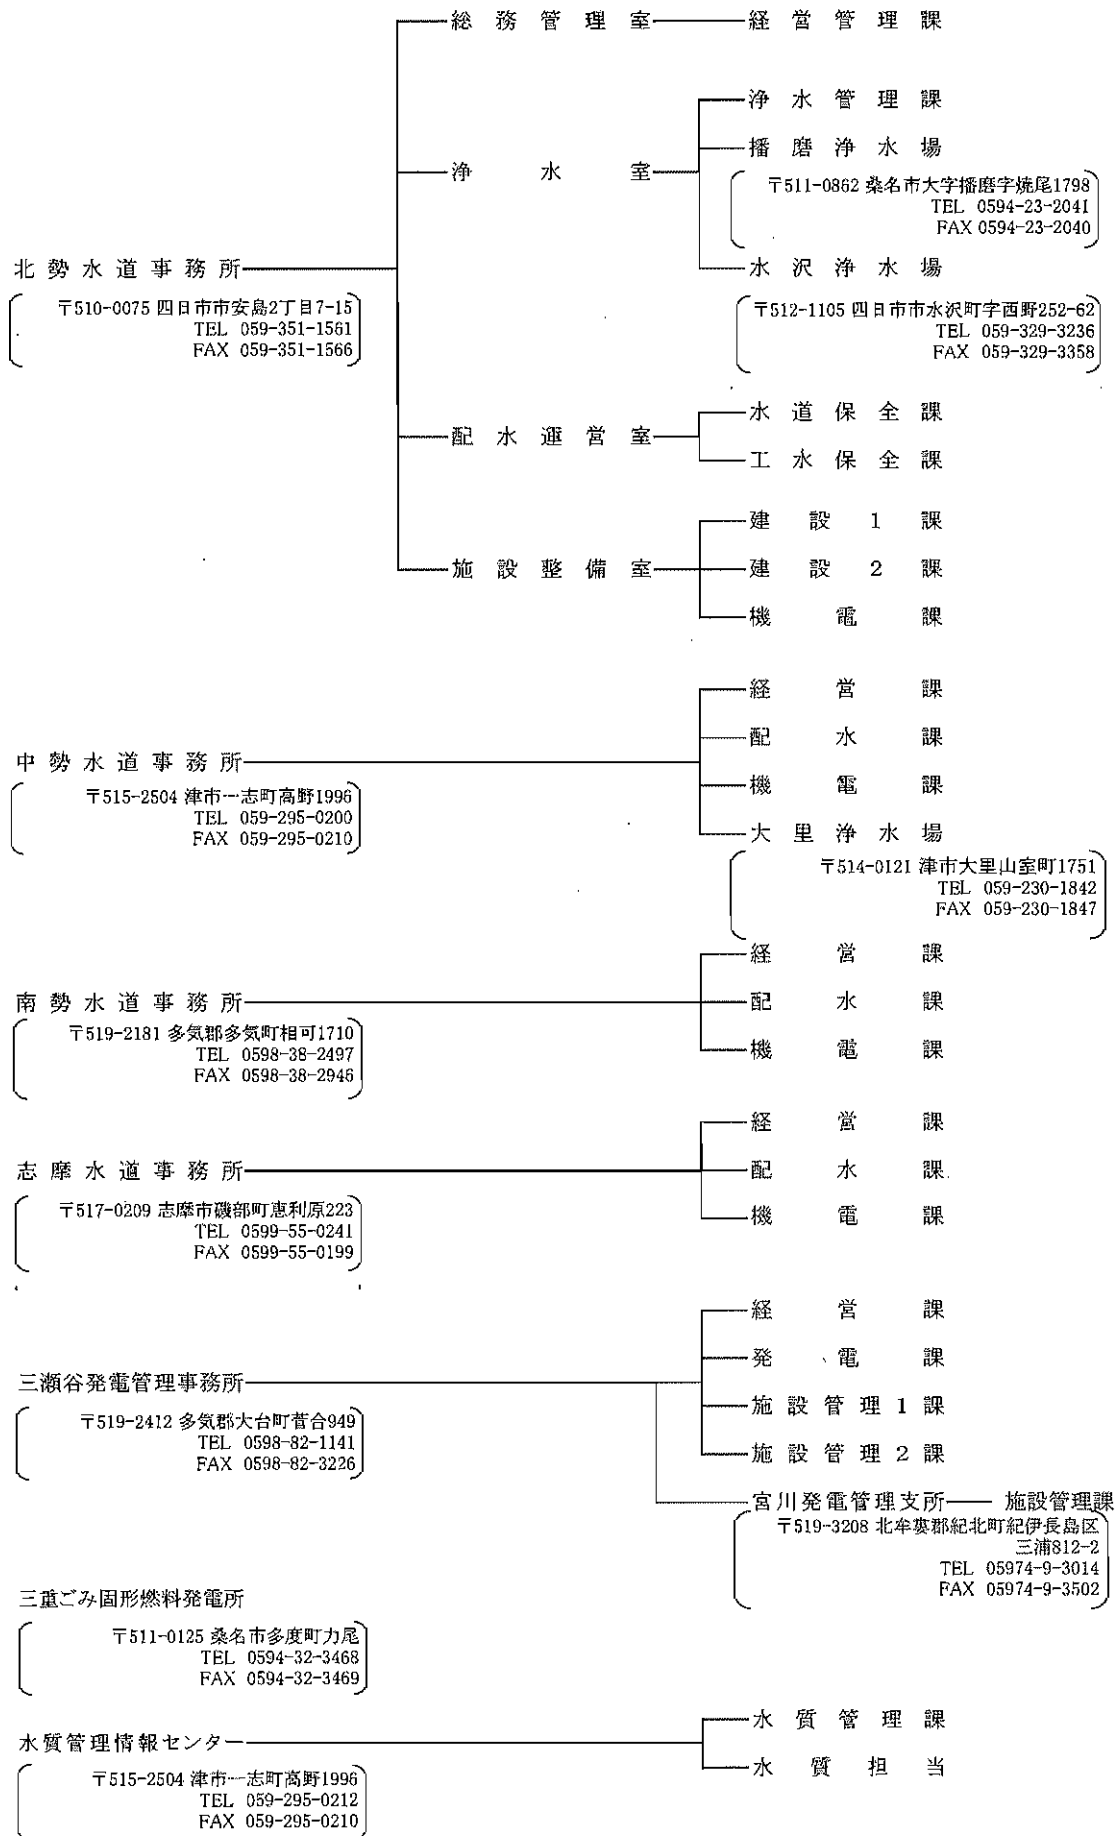 総務管理室 経営管理課
浄水管理課
播磨浄水場
浄水室
〒511-0862 桑名市大字播磨字焼尾1798
TEL 0594-23-2041
FAX 0594-23-2040
北勢水道事務所
水沢浄水場
〒510-0075 四日市市安島2丁目7-15
TEL 059-351-1561
FAX 059-351-1566
〒512-1105 四日市市水沢町字西野252-62
TEL 059-329-3236
FAX 059-329-3358
水道保全課
配水運営室
工水保全課
建設1課
施設整備室 建設2課
機電課
経営課
配水課
中勢水道事務所
機電課
〒515-2504 津市一志町高野1996
TEL 059-295-0200
FAX 059-295-0210
大里浄水場
〒514-0121 津市大里山室町1751
TEL 059-230-1842
FAX 059-230-1847
経営課
南勢水道事務所 配水課
〒519-2181 多気郡多気町相可1710
TEL 0598-38-2497
FAX 0598-38-2946
機電課
経営課
志摩水道事務所 配水課
〒517-0209 志摩市磯部町恵利原223
TEL 0599-55-0241
FAX 0599-55-0199
機電課
経営課
発電課
三瀬谷発電管理事務所
施設管理1課
〒519-2412 多気郡大台町菅合949
TEL 0598-82-1141
FAX 0598-82-3226
施設管理2課
宮川発電管理支所 施設管理課
〒519-3208 北牟婁郡紀北町紀伊長島区
三浦812-2
TEL 05974-9-3014
FAX 05974-9-3502
三重ごみ固形燃料発電所
〒511-0125 桑名市多度町力尾
TEL 0594-32-3468
FAX 0594-32-3469
水質管理課
水質管理情報センター
水質担当
〒515-2504 津市一志町高野1996
TEL 059-295-0212
FAX 059-295-0210